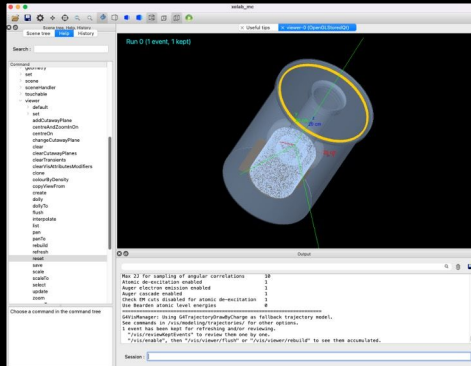 xnlab_mc
Scene tree, Help, History
Scene tree Help History
Search :
Command
geometry
set
scene
sceneHandler
touchable
viewer
default
set
addCutawayPlane
centreAndZoomIn
centreOn
changeCutawayPlane
clear
clearCutawayPlanes
clearTransients
clearVisAttributesModifiers
clone
colourByDensity
copyViewFrom
create
dolly
dollyTo
flush
interpolate
list
pan
panTo
rebuild
refresh
reset
save
scale
scaleTo
select
update
zoom
Choose a command in the command tree
Useful tips
viewer-0 (OpenGLStoredQt)
Run 0 (1 event, 1 kept)
Output
Max 2J for sampling of angular correlations 10
Atomic de-excitation enabled 1
Auger electron emission enabled 1
Auger cascade enabled 1
Check EM cuts disabled for atomic de-excitation 1
Use Bearden atomic level energies 0
G4VisManager: Using G4TrajectoryDrawByCharge as fallback trajectory model.
See commands in /vis/modeling/trajectories/ for other options.
1 event has been kept for refreshing and/or reviewing.
"/vis/reviewKeptEvents" to review them one by one.
"/vis/enable", then "/vis/viewer/flush" or "/vis/viewer/rebuild" to see them accumulated.
Session :